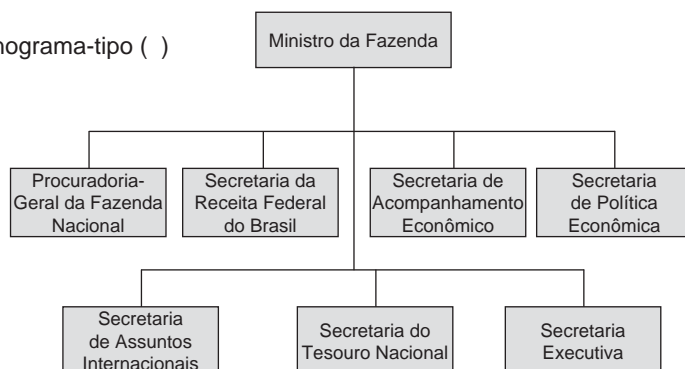 nograma-tipo ( )
Ministro da Fazenda
Procuradoria-
Geral da Fazenda
Nacional
Secretaria da
Receita Federal
do Brasil
Secretaria de
Acompanhamento
Econômico
Secretaria
de Política
Econômica
Secretaria
de Assuntos
Internacionais
Secretaria do
Tesouro Nacional
Secretaria
Executiva